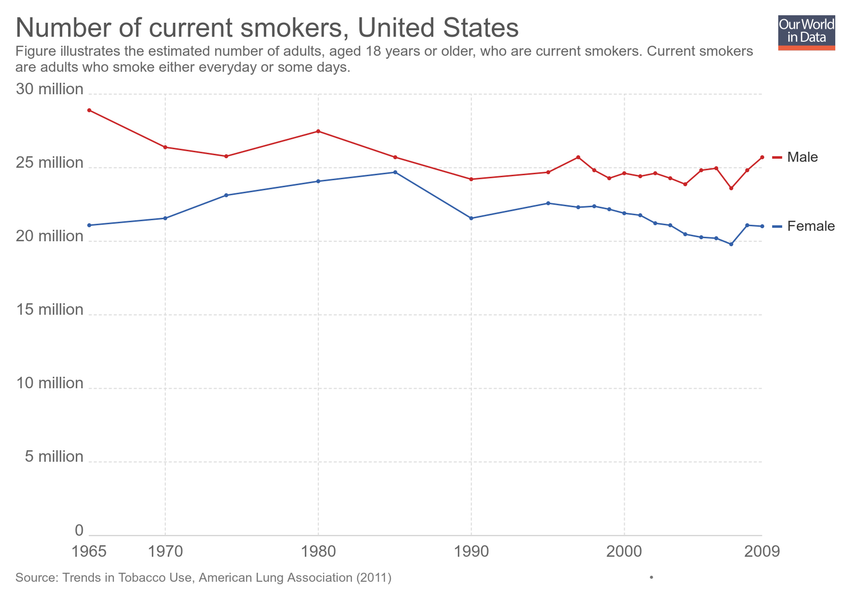 Number of current smokers, United States
Our World
in Data
Figure illustrates the estimated number of adults, aged 18 years or older, who are current smokers. Current smokers
are adults who smoke either everyday or some days.
30 million
25 million
20 million
15 million
10 million
5 million
0
Male
Female
1965 1970 1980 1990 2000 2009
Source: Trends in Tobacco Use, American Lung Association (2011)